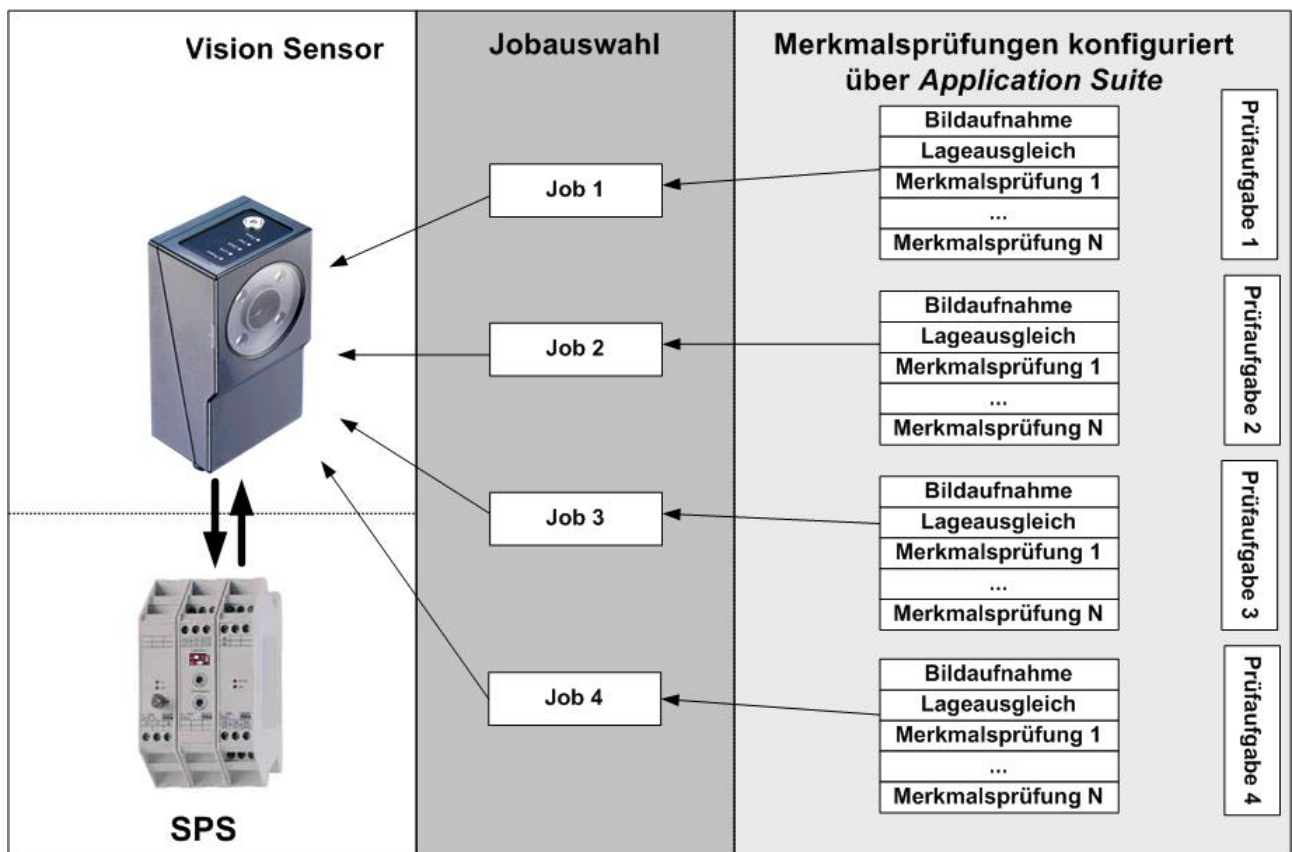 Vision Sensor
Jobauswahl
Merkmalsprüfungen konfiguriert
über Application Suite
Job 1
Bildaufnahme
Lageausgleich
Merkmalsprüfung 1
...
Merkmalsprüfung N
Prüfaufgabe 1
Job 2
Bildaufnahme
Lageausgleich
Merkmalsprüfung 1
...
Merkmalsprüfung N
Prüfaufgabe 2
Job 3
Bildaufnahme
Lageausgleich
Merkmalsprüfung 1
...
Merkmalsprüfung N
Prüfaufgabe 3
Job 4
Bildaufnahme
Lageausgleich
Merkmalsprüfung 1
...
Merkmalsprüfung N
Prüfaufgabe 4
SPS